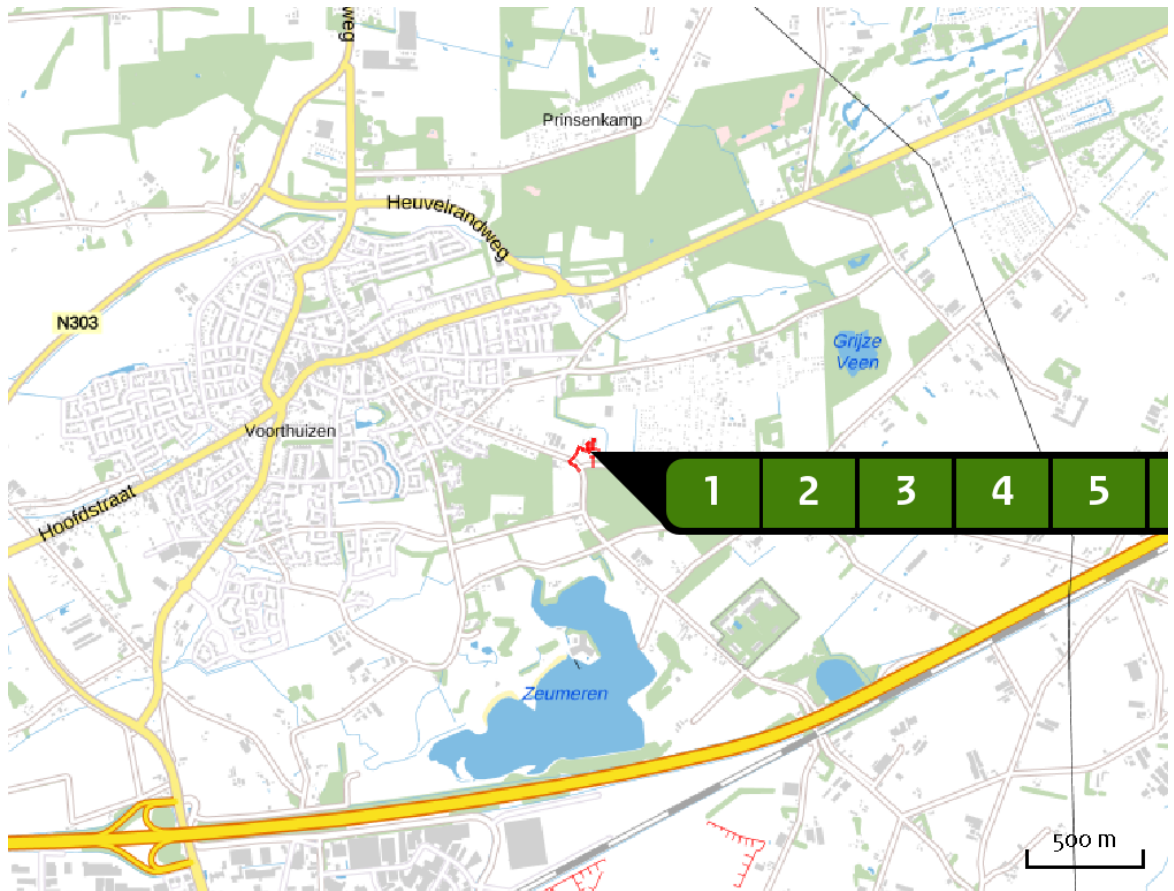 weg
Prinsenkamp
Heuvelrandweg
N303
Grijze
Veen
Voorthuizen
1 2 3 4 5
Hoofdstraat
Zeumeren
500 m